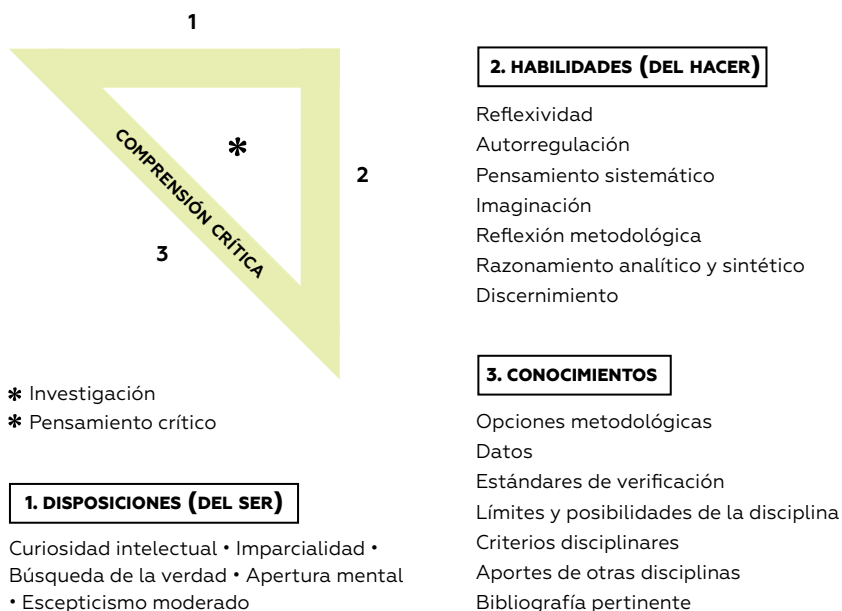 1
COMPRENSIÓN CRÍTICA
*
2
3
* Investigación
* Pensamiento crítico
1. DISPOSICIONES (DEL SER)
Curiosidad intelectual • Imparcialidad •
Búsqueda de la verdad • Apertura mental
• Escepticismo moderado
2. HABILIDADES (DEL HACER)
Reflexividad
Autorregulación
Pensamiento sistemático
Imaginación
Reflexión metodológica
Razonamiento analítico y sintético
Discernimiento
3. CONOCIMIENTOS
Opciones metodológicas
Datos
Estándares de verificación
Límites y posibilidades de la disciplina
Criterios disciplinares
Aportes de otras disciplinas
Bibliografía pertinente